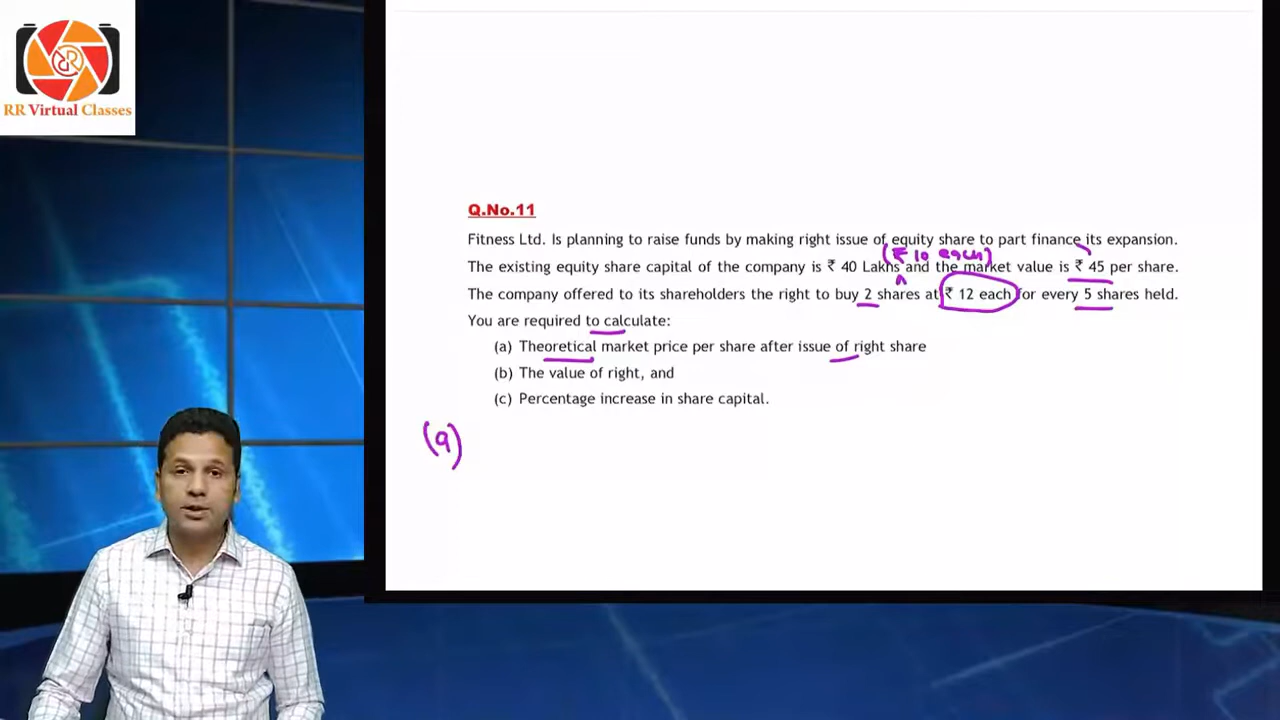 RR Virtual Classes
Q.No.11
Fitness Ltd. Is planning to raise funds by making right issue of equity share to part finance its expansion.
(₹ 10 each)
The existing equity share capital of the company is ₹ 40 Lakhs and the market value is ₹ 45 per share.
The company offered to its shareholders the right to buy 2 shares at ₹ 12 each for every 5 shares held.
You are required to calculate:
(a) Theoretical market price per share after issue of right share
(b) The value of right, and
(c) Percentage increase in share capital.
(a)